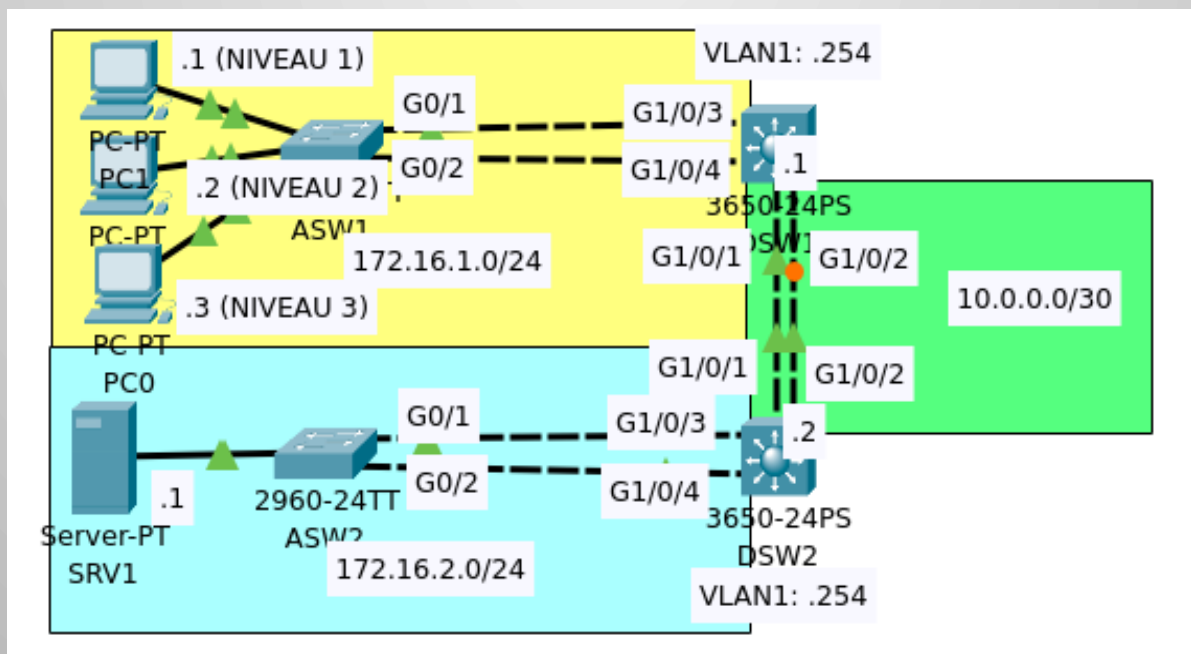 .1 (NIVEAU 1)
VLAN1: .254
G0/1
G1/0/3
PC-PT
PC1
.2 (NIVEAU 2)
G0/2
G1/0/4
.1
3650-24PS
DSW1
PC-PT
ASW1
172.16.1.0/24
G1/0/1
G1/0/2
10.0.0.0/30
.3 (NIVEAU 3)
PC-PT
PC0
G1/0/1
G1/0/2
G0/1
G1/0/3
.2
.1
G0/2
G1/0/4
2960-24TT
ASW2
3650-24PS
DSW2
Server-PT
SRV1
172.16.2.0/24
VLAN1: .254